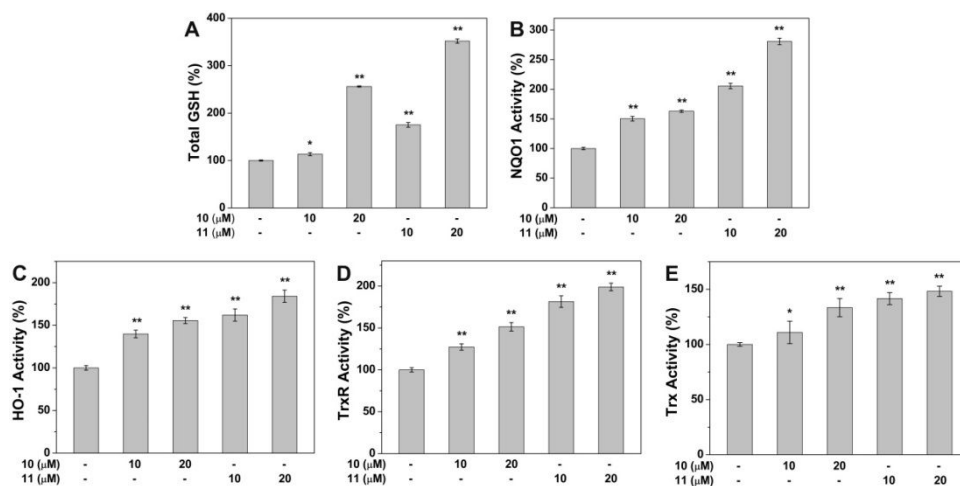 A
Total GSH (%)
400
300
200
100
0
* ** ** **
10 (μM) - 10 20 - -
11 (μM) - - - 10 20
B
NQO1 Activity (%)
300
250
200
150
100
50
0
** ** ** **
10 (μM) - 10 20 - -
11 (μM) - - - 10 20
C
HO-1 Activity (%)
200
150
100
50
0
** ** ** **
10 (μM) - 10 20 - -
11 (μM) - - - 10 20
D
TrxR Activity (%)
200
150
100
50
0
** ** ** **
10 (μM) - 10 20 - -
11 (μM) - - - 10 20
E
Trx Activity (%)
150
100
50
0
* ** ** **
10 (μM) - 10 20 - -
11 (μM) - - - 10 20